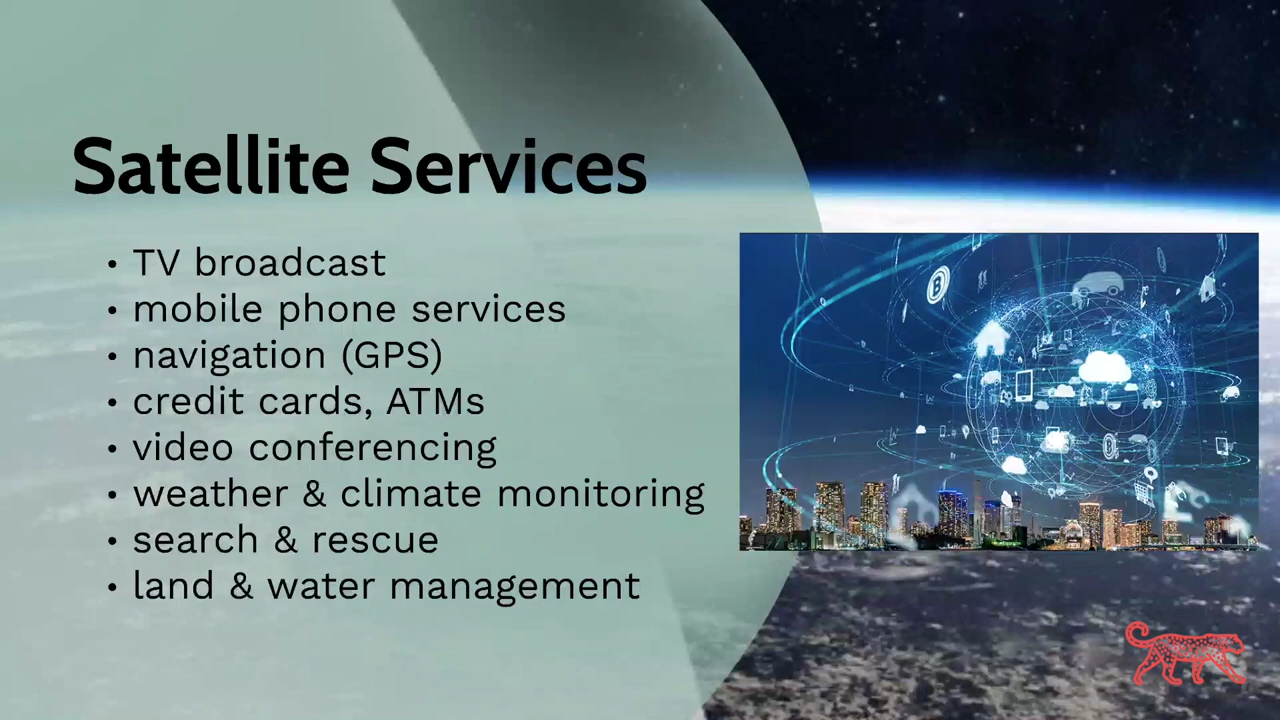 Satellite Services
• TV broadcast
• mobile phone services
• navigation (GPS)
• credit cards, ATMs
• video conferencing
• weather & climate monitoring
• search & rescue
• land & water management